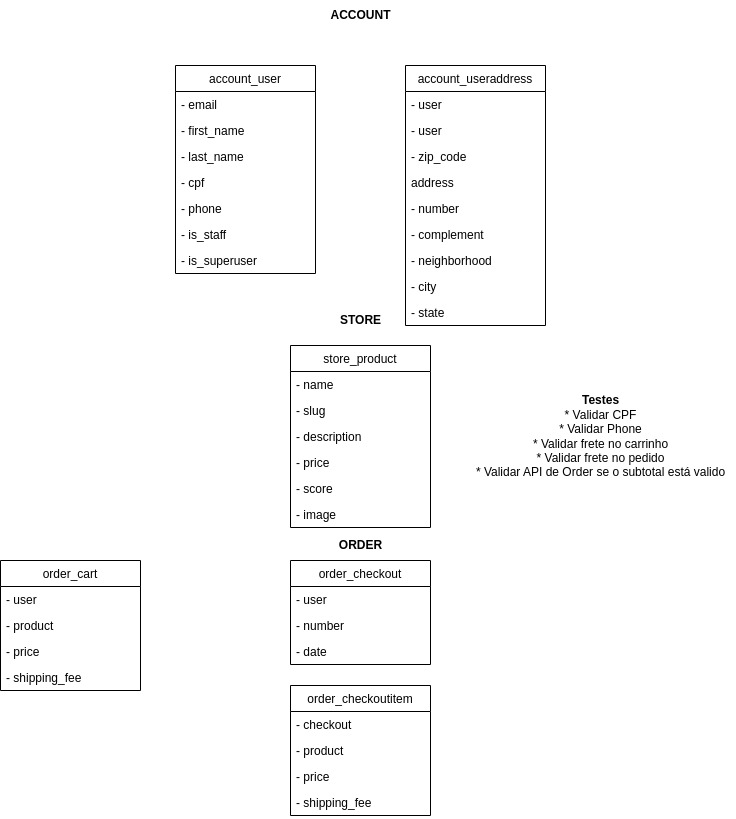 ACCOUNT
account_user
- email
- first_name
- last_name
- cpf
- phone
- is_staff
- is_superuser
account_useraddress
- user
- user
- zip_code
address
- number
- complement
- neighborhood
- city
- state
STORE
store_product
- name
- slug
- description
- price
- score
- image
Testes
* Validar CPF
* Validar Phone
* Validar frete no carrinho
* Validar frete no pedido
* Validar API de Order se o subtotal está valido
ORDER
order_cart
- user
- product
- price
- shipping_fee
order_checkout
- user
- number
- date
order_checkoutitem
- checkout
- product
- price
- shipping_fee